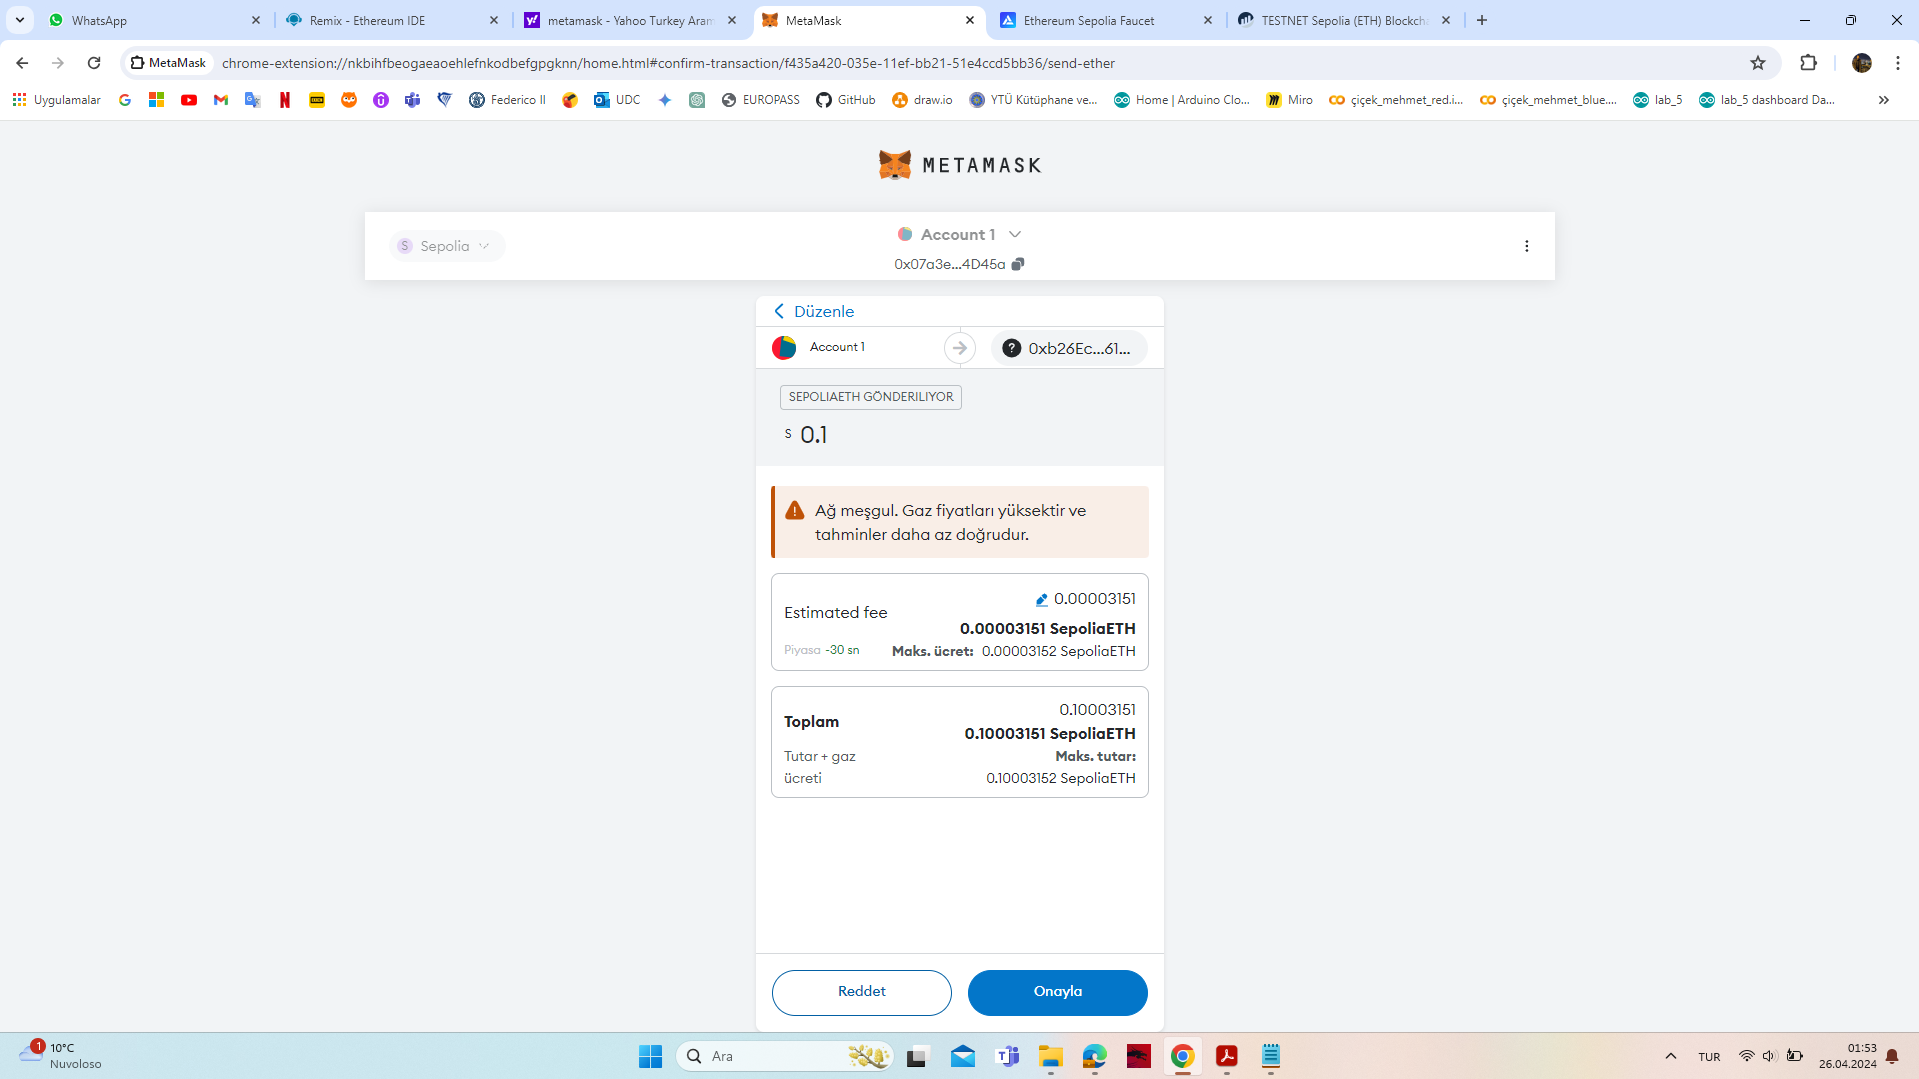 WhatsApp
Remix - Ethereum IDE
metamask - Yahoo Turkey Aram
MetaMask
Ethereum Sepolia Faucet
TESTNET Sepolia (ETH) Blockcha
MetaMask
chrome-extension://nkbihfbeogaeaoehlefnkodbefgpgknn/home.html#confirm-transaction/f435a420-035e-11ef-bb21-51e4ccd5bb36/send-ether
Uygulamalar
Federico II
UDC
EUROPASS
GitHub
draw.io
YTÜ Kütüphane ve...
Home | Arduino Clo...
Miro
çiçek_mehmet_red.i...
çiçek_mehmet_blue....
lab_5
lab_5 dashboard Da...
METAMASK
S Sepolia
Account 1
0x07a3e...4D45a
Düzenle
Account 1
0xb26Ec...61...
SEPOLIAETH GÖNDERILIYOR
S 0.1
Ağ meşgul. Gaz fiyatları yüksektir ve
tahminler daha az doğrudur.
0.00003151
Estimated fee
0.00003151 SepoliaETH
Piyasa ~30 sn
Maks. ücret: 0.00003152 SepoliaETH
0.10003151
Toplam
0.10003151 SepoliaETH
Tutar + gaz
ücreti
Maks. tutar:
0.10003152 SepoliaETH
Reddet
Onayla
1
10°C
Nuvoloso
Ara
TUR
01:53
26.04.2024